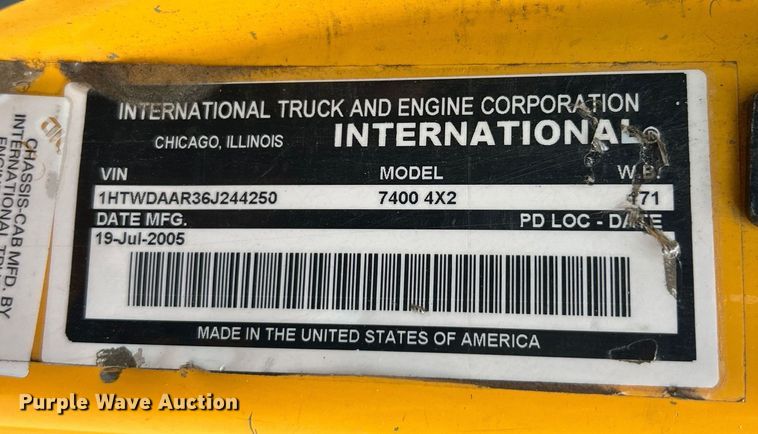 INTERNATIONAL TRUCK AND ENGINE CORPORATION
CHICAGO, ILLINOIS INTERNATIONAL®
VIN MODEL W.B.
1HTWDAAR36J244250 7400 4X2 171
DATE MFG. PD LOC - DATE
19-Jul-2005
MADE IN THE UNITED STATES OF AMERICA
CHASSIS-CAB MFD. BY
INTERNATIONAL
Purple Wave Auction